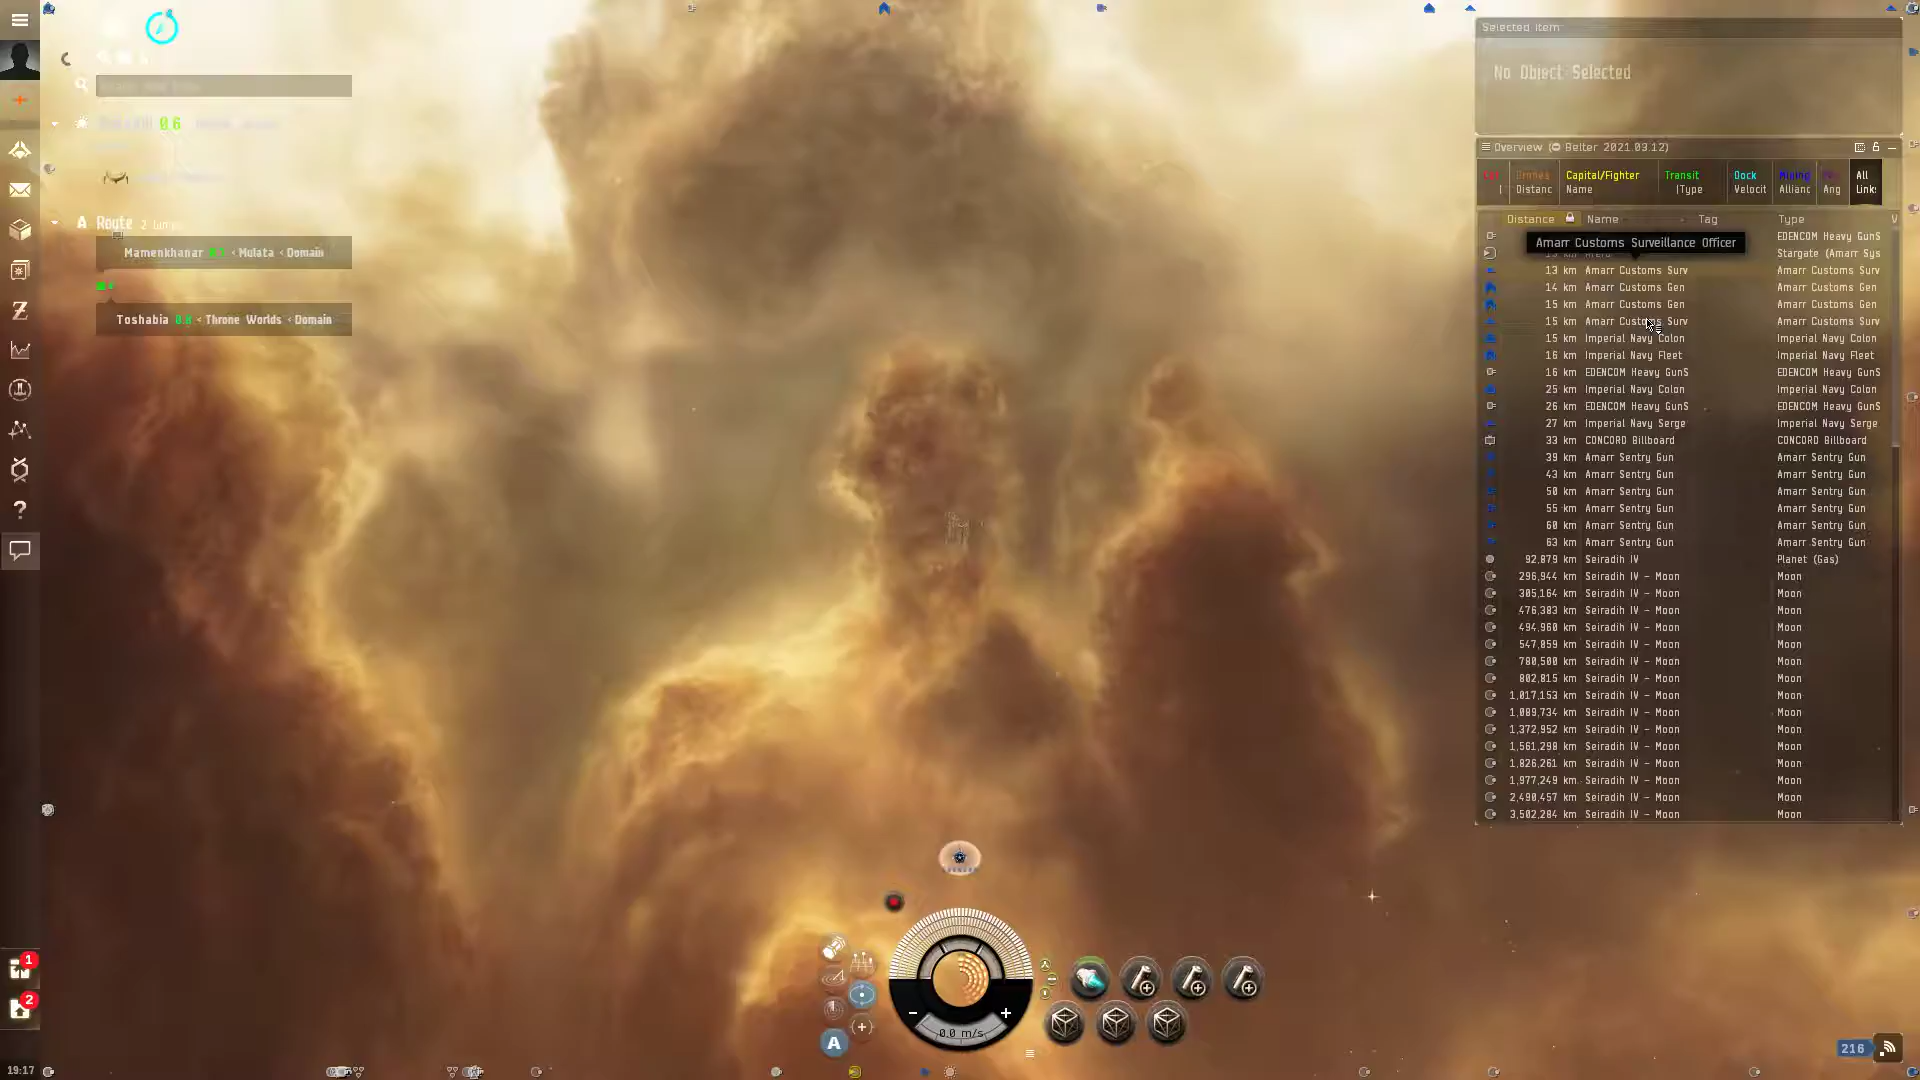 0.6
Route 2
Mamenkhanar < Mulata < Domain
Toshabia 0.8 < Throne Worlds < Domain
Selected Item
No Object Selected
Overview (Belter 2021.03.12)
Capital/Fighter Transit Dock Mining All
Distanc Name Type Velocit Allianc Ang Link:
Distance Name Tag Type V
EDENCOM Heavy GunS
Amarr Customs Surveillance Officer
Stargate (Amarr Sys
13 km Amarr Customs Surv Amarr Customs Surv
14 km Amarr Customs Gen Amarr Customs Gen
15 km Amarr Customs Gen Amarr Customs Gen
15 km Amarr Customs Surv Amarr Customs Surv
15 km Imperial Navy Colon Imperial Navy Colon
16 km Imperial Navy Fleet Imperial Navy Fleet
16 km EDENCOM Heavy GunS EDENCOM Heavy GunS
25 km Imperial Navy Colon Imperial Navy Colon
26 km EDENCOM Heavy GunS EDENCOM Heavy GunS
27 km Imperial Navy Serge Imperial Navy Serge
33 km CONCORD Billboard CONCORD Billboard
39 km Amarr Sentry Gun Amarr Sentry Gun
43 km Amarr Sentry Gun Amarr Sentry Gun
50 km Amarr Sentry Gun Amarr Sentry Gun
55 km Amarr Sentry Gun Amarr Sentry Gun
60 km Amarr Sentry Gun Amarr Sentry Gun
63 km Amarr Sentry Gun Amarr Sentry Gun
92,879 km Seiradih IV Planet (Gas)
296,944 km Seiradih IV - Moon Moon
305,164 km Seiradih IV - Moon Moon
476,383 km Seiradih IV - Moon Moon
494,960 km Seiradih IV - Moon Moon
547,059 km Seiradih IV - Moon Moon
780,500 km Seiradih IV - Moon Moon
802,815 km Seiradih IV - Moon Moon
1,017,153 km Seiradih IV - Moon Moon
1,089,734 km Seiradih IV - Moon Moon
1,372,952 km Seiradih IV - Moon Moon
1,561,298 km Seiradih IV - Moon Moon
1,826,261 km Seiradih IV - Moon Moon
1,977,249 km Seiradih IV - Moon Moon
2,490,457 km Seiradih IV - Moon Moon
3,502,284 km Seiradih IV - Moon Moon
1
2
0.0 m/s
A
216
19:17